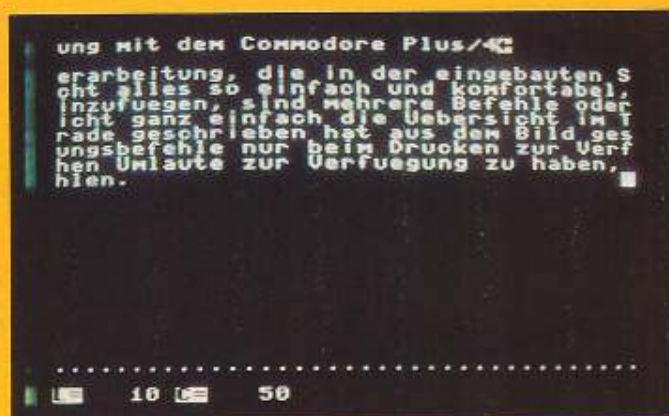 ung mit dem Commodore Plus/4
erarbeitung, die in der eingebauten S
cht alles so einfach und komfortabel,
inzufuegen, sind mehrere Befehle oder
icht ganz einfach die Uebersicht im T
rade geschrieben hat aus dem Bild ges
ungsbefehle nur beim Drucken zur Verf
hen Umlaute zur Verfuegung zu haben,
hlen.
L= 10 C= 50